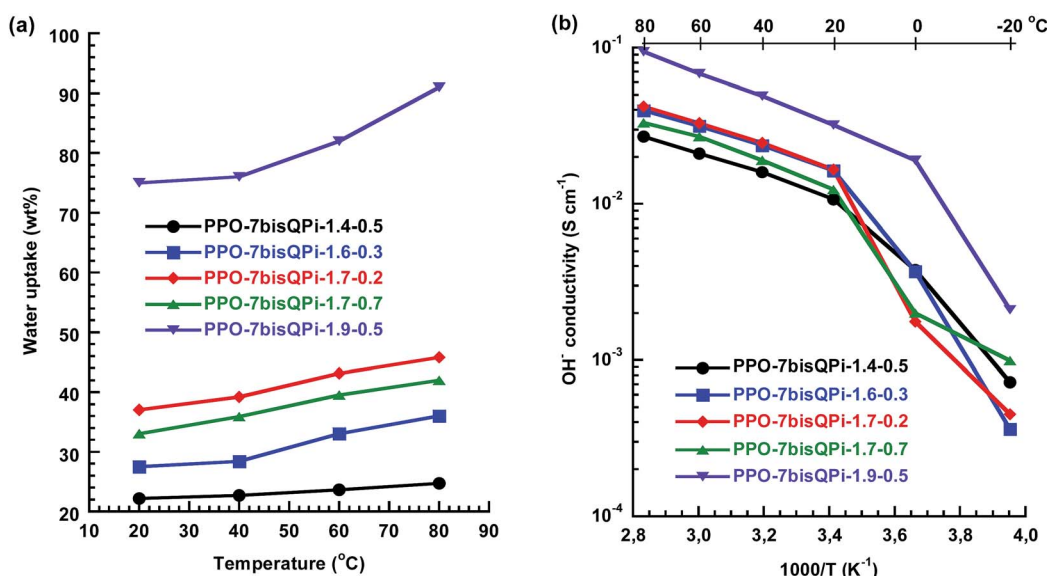 (a)
100
90
80
70
60
50
40
30
20
Water uptake (wt%)
PPO-7bisQPi-1.4-0.5
PPO-7bisQPi-1.6-0.3
PPO-7bisQPi-1.7-0.2
PPO-7bisQPi-1.7-0.7
PPO-7bisQPi-1.9-0.5
10 20 30 40 50 60 70 80 90
Temperature (°C)
(b)
80 60 40 20 0 -20 °C
10⁻¹
10⁻²
10⁻³
10⁻⁴
OH⁻ conductivity (S cm⁻¹)
PPO-7bisQPi-1.4-0.5
PPO-7bisQPi-1.6-0.3
PPO-7bisQPi-1.7-0.2
PPO-7bisQPi-1.7-0.7
PPO-7bisQPi-1.9-0.5
2,8 3,0 3,2 3,4 3,6 3,8 4,0
1000/T (K⁻¹)